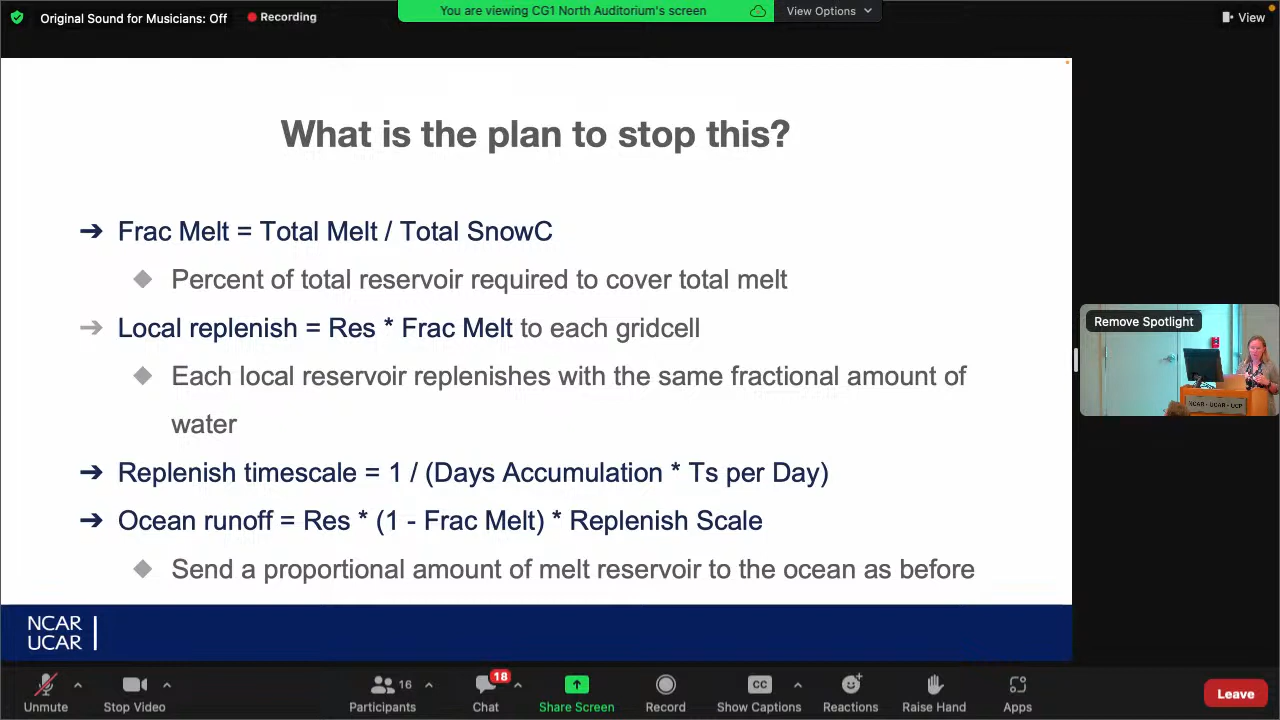 Original Sound for Musicians: Off
Recording
You are viewing CG1 North Auditorium's screen
View Options
View
What is the plan to stop this?
➔ Frac Melt = Total Melt / Total SnowC
◆ Percent of total reservoir required to cover total melt
➔ Local replenish = Res * Frac Melt to each gridcell
◆ Each local reservoir replenishes with the same fractional amount of
water
➔ Replenish timescale = 1 / (Days Accumulation * Ts per Day)
➔ Ocean runoff = Res * (1 - Frac Melt) * Replenish Scale
◆ Send a proportional amount of melt reservoir to the ocean as before
NCAR
UCAR
Remove Spotlight
NCAR • UCAR • UCP
Unmute
Stop Video
16
Participants
18
Chat
Share Screen
Record
CC
Show Captions
Reactions
Raise Hand
Apps
Leave